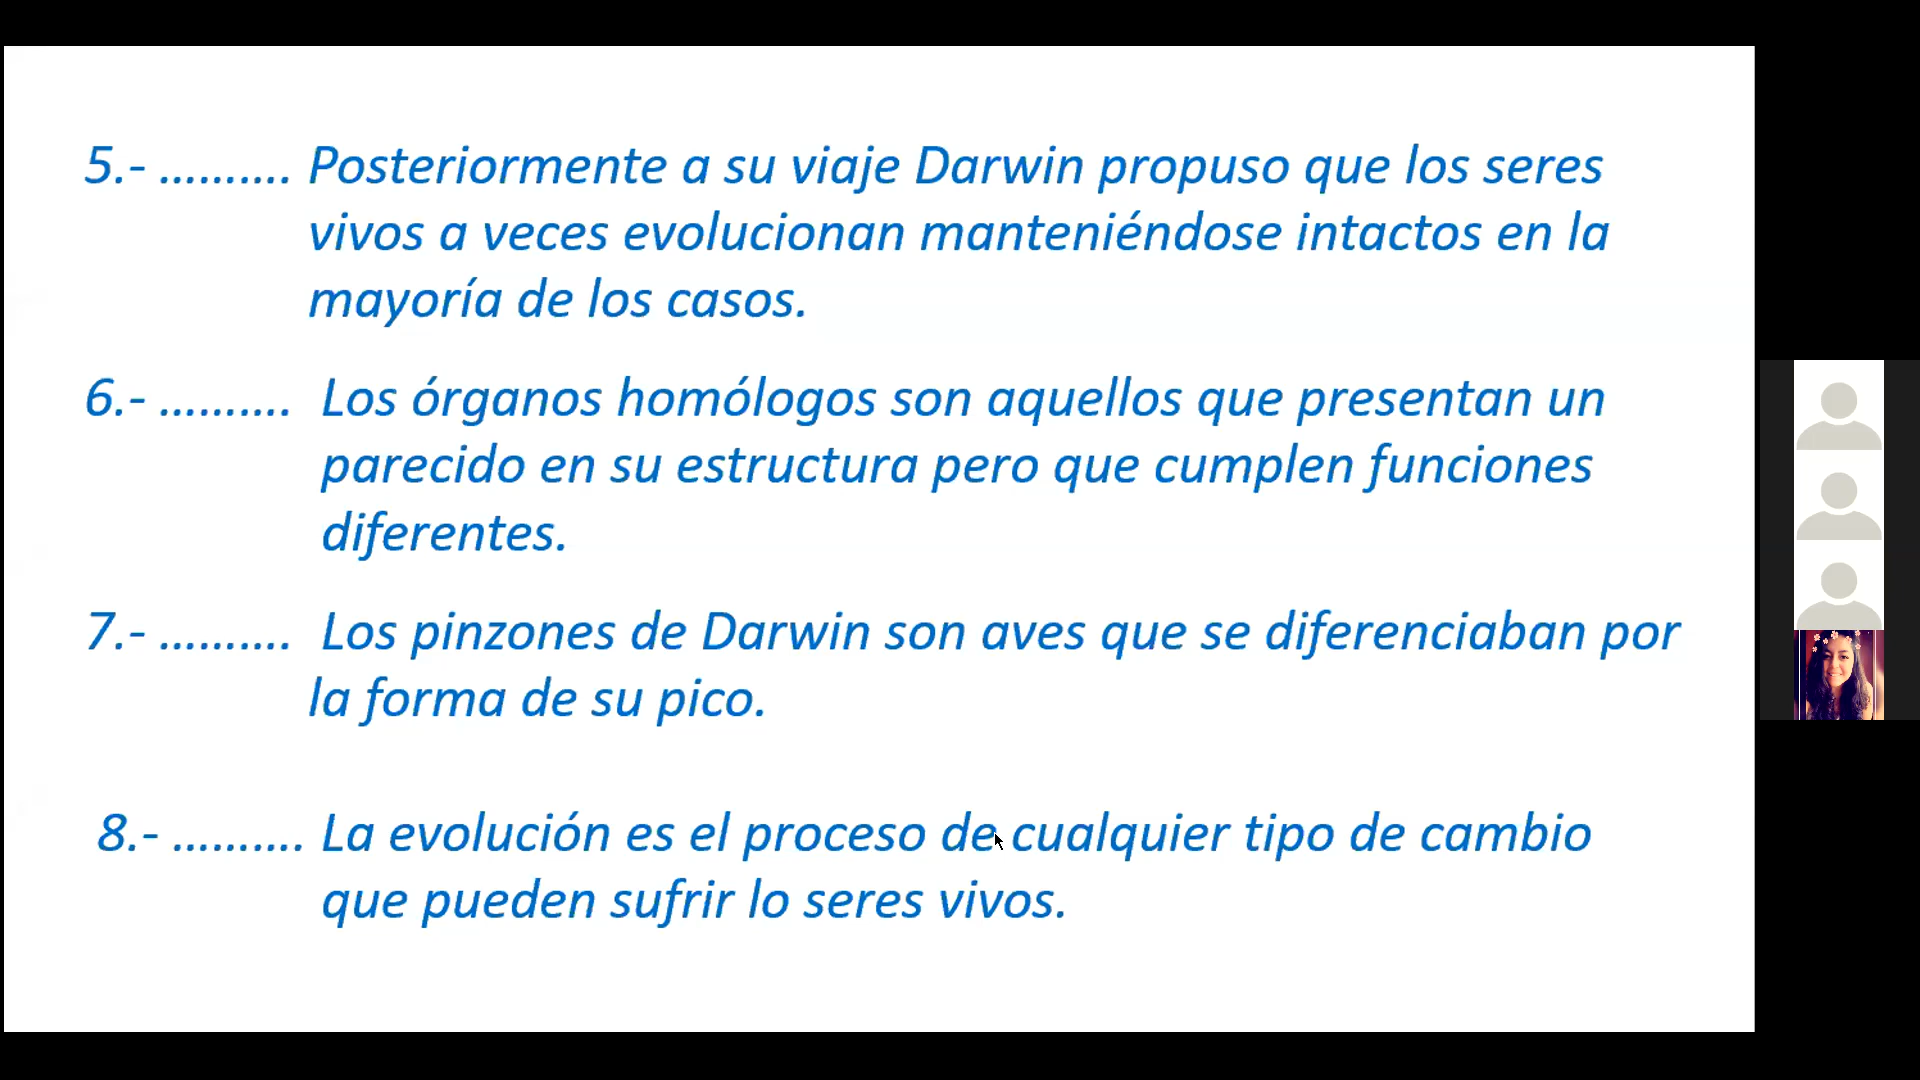 5.- ………. Posteriormente a su viaje Darwin propuso que los seres
vivos a veces evolucionan manteniéndose intactos en la
mayoría de los casos.
6.- ………. Los órganos homólogos son aquellos que presentan un
parecido en su estructura pero que cumplen funciones
diferentes.
7.- ………. Los pinzones de Darwin son aves que se diferenciaban por
la forma de su pico.
8.- ………. La evolución es el proceso de cualquier tipo de cambio
que pueden sufrir lo seres vivos.